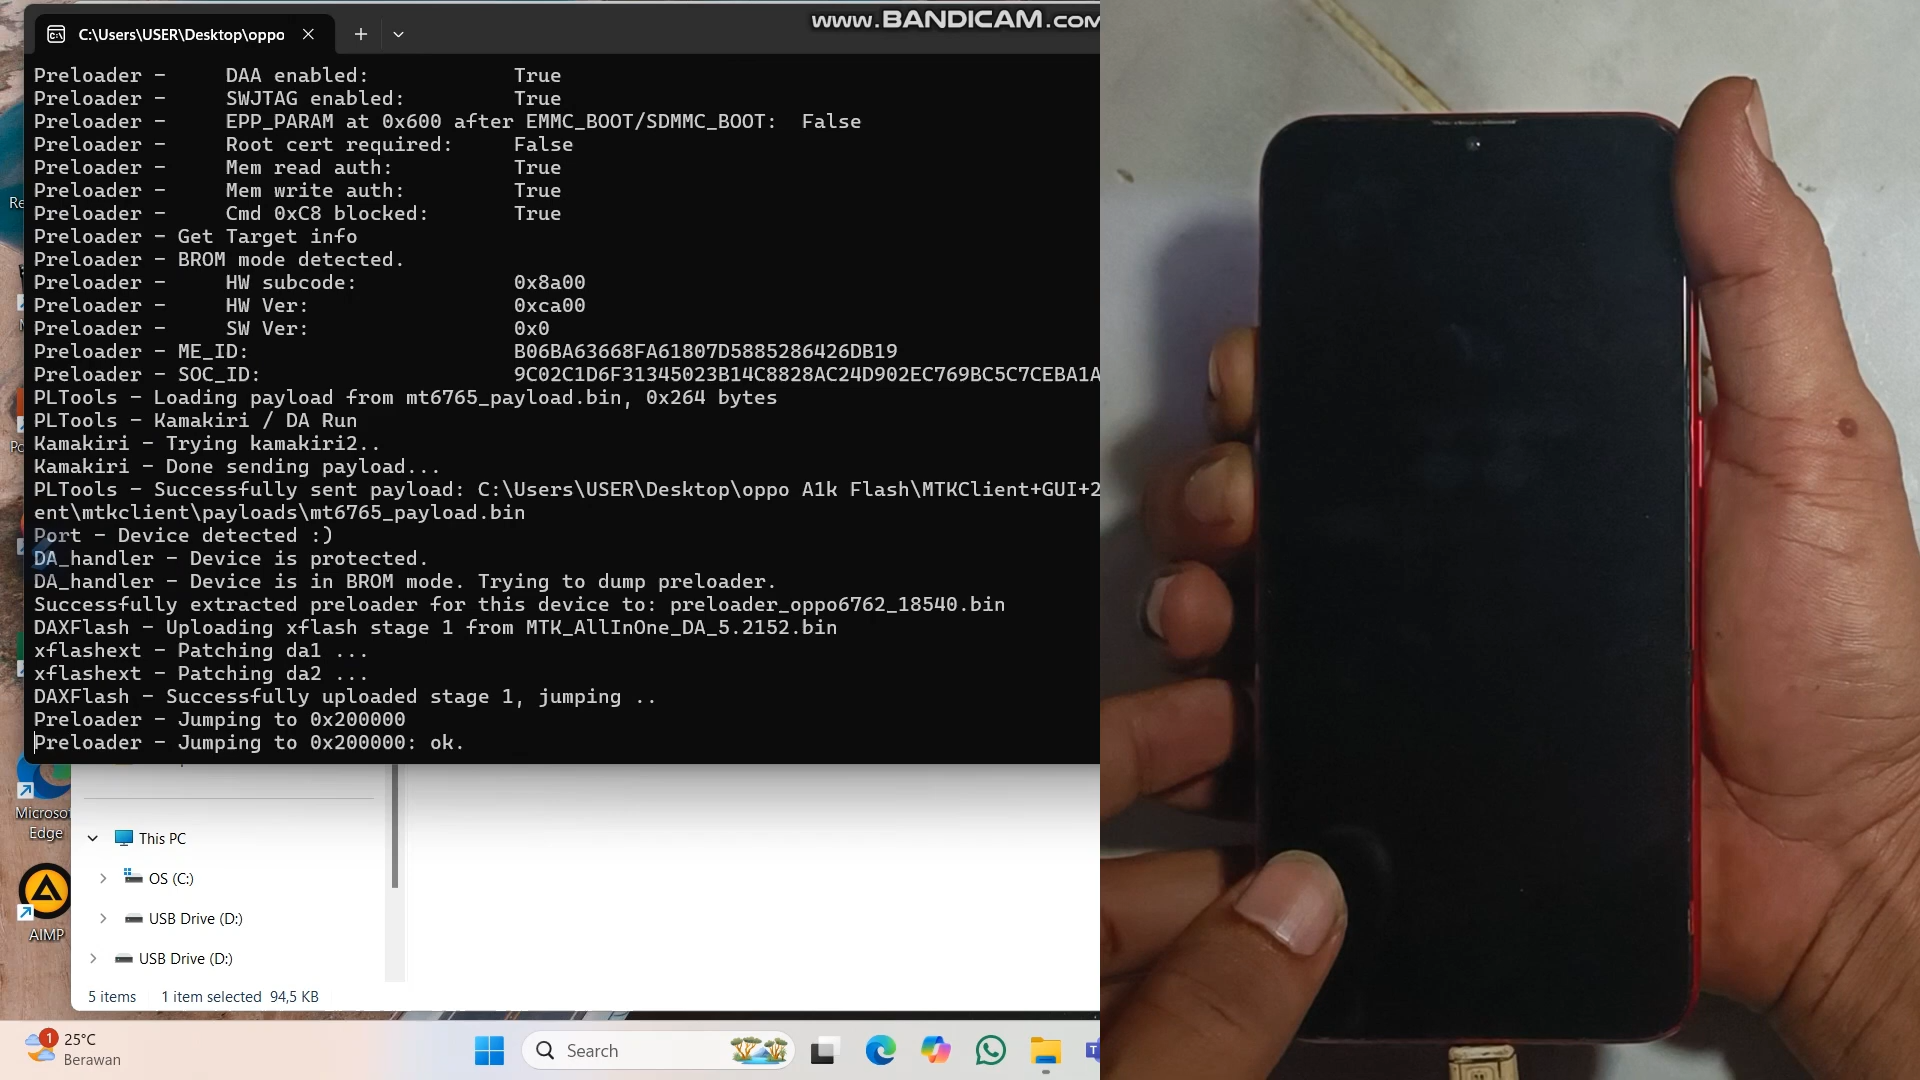 www.BANDICAM.com
C:\Users\USER\Desktop\oppo
Preloader -     DAA enabled:            True
Preloader -     SWJTAG enabled:         True
Preloader -     EPP_PARAM at 0x600 after EMMC_BOOT/SDMMC_BOOT:  False
Preloader -     Root cert required:     False
Preloader -     Mem read auth:          True
Preloader -     Mem write auth:         True
Preloader -     Cmd 0xC8 blocked:       True
Preloader - Get Target info
Preloader - BROM mode detected.
Preloader -     HW subcode:             0x8a00
Preloader -     HW Ver:                 0xca00
Preloader -     SW Ver:                 0x0
Preloader - ME_ID:                      B06BA63668FA61807D5885286426DB19
Preloader - SOC_ID:                     9C02C1D6F31345023B14C8828AC24D902EC769BC5C7CEBA1A
PLTools - Loading payload from mt6765_payload.bin, 0x264 bytes
PLTools - Kamakiri / DA Run
Kamakiri - Trying kamakiri2..
Kamakiri - Done sending payload...
PLTools - Successfully sent payload: C:\Users\USER\Desktop\oppo A1k Flash\MTKClient+GUI+2
ent\mtkclient\payloads\mt6765_payload.bin
Port - Device detected :)
DA_handler - Device is protected.
DA_handler - Device is in BROM mode. Trying to dump preloader.
Successfully extracted preloader for this device to: preloader_oppo6762_18540.bin
DAXFlash - Uploading xflash stage 1 from MTK_AllInOne_DA_5.2152.bin
xflashext - Patching da1 ...
xflashext - Patching da2 ...
DAXFlash - Successfully uploaded stage 1, jumping ..
Preloader - Jumping to 0x200000
Preloader - Jumping to 0x200000: ok.
Re
Po
Microsof
Edge
AIMP
This PC
OS (C:)
USB Drive (D:)
USB Drive (D:)
5 items
1 item selected 94,5 KB
1
25°C
Berawan
Search